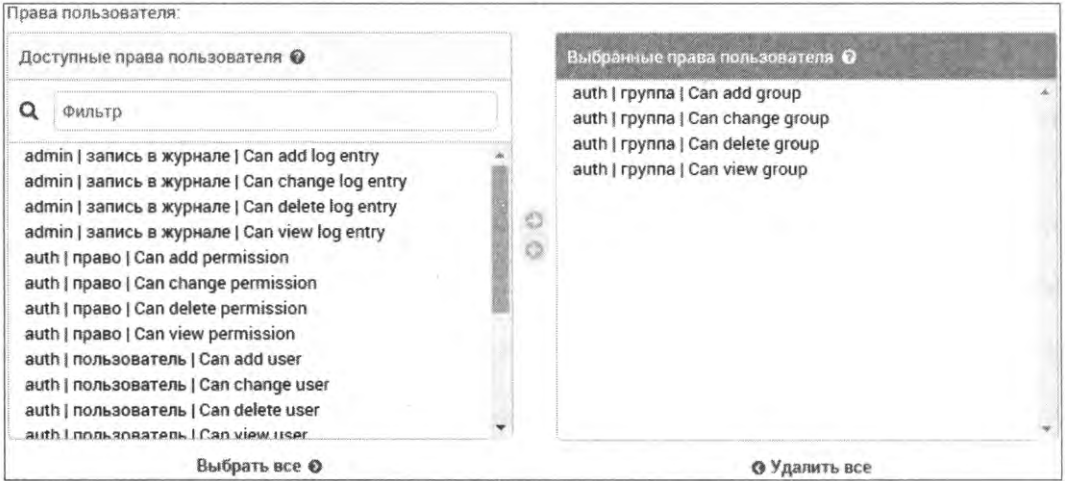 Права пользователя:
Доступные права пользователя
Фильтр
admin | запись в журнале | Can add log entry
admin | запись в журнале | Can change log entry
admin | запись в журнале | Can delete log entry
admin | запись в журнале | Can view log entry
auth | право | Can add permission
auth | право | Can change permission
auth | право | Can delete permission
auth | право | Can view permission
auth | пользователь | Can add user
auth | пользователь | Can change user
auth | пользователь | Can delete user
auth | пользователь | Can view user
Выбрать все
Выбранные права пользователя
auth | группа | Can add group
auth | группа | Can change group
auth | группа | Can delete group
auth | группа | Can view group
Удалить все